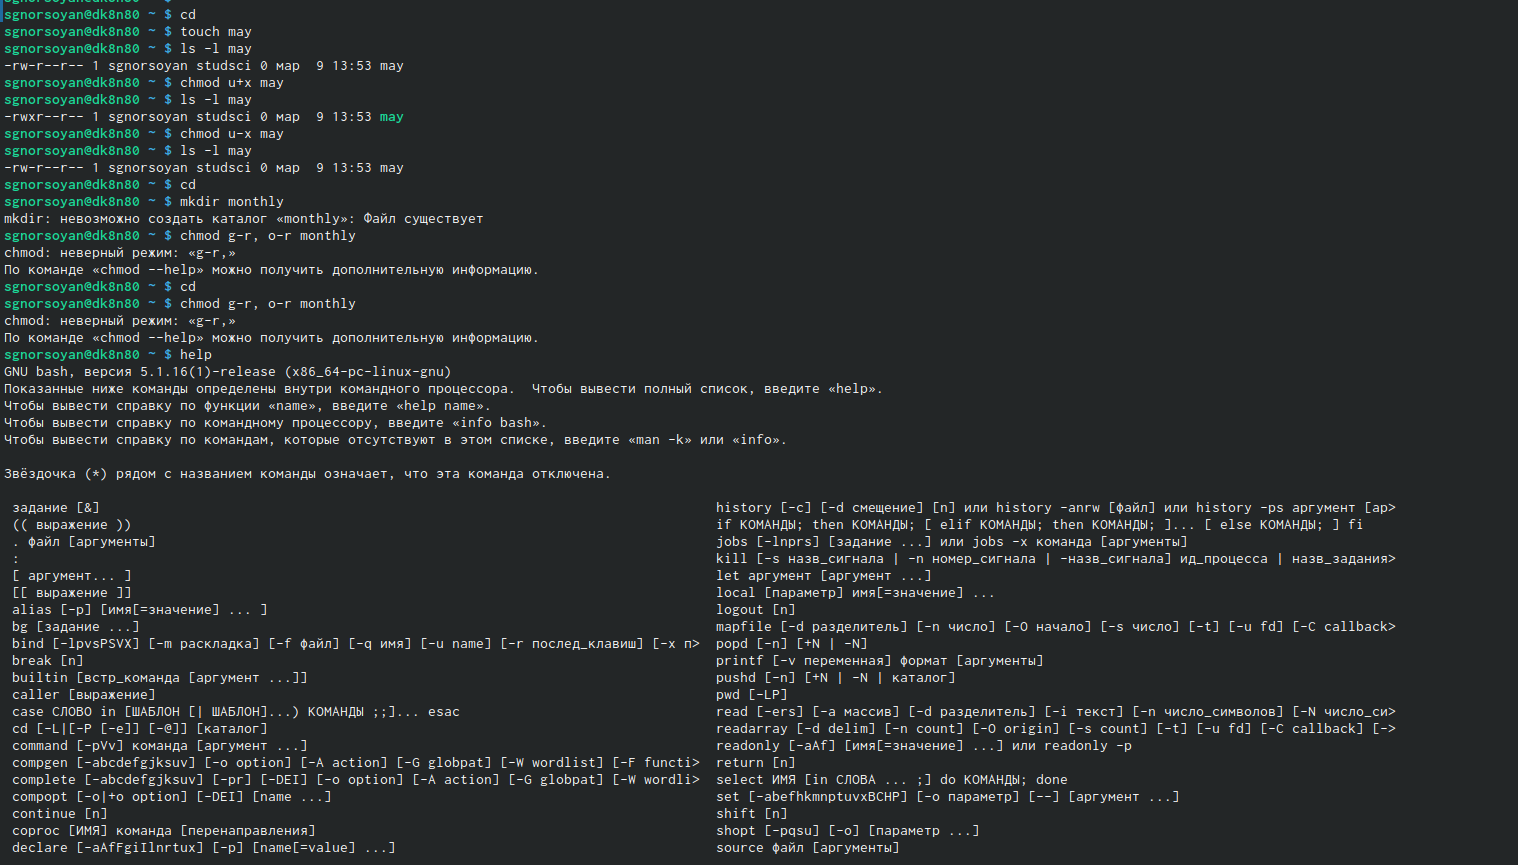 sgnorsoyan@dk8n80 ~ $ cd
sgnorsoyan@dk8n80 ~ $ touch may
sgnorsoyan@dk8n80 ~ $ ls -l may
-rw-r--r-- 1 sgnorsoyan studsci 0 мар  9 13:53 may
sgnorsoyan@dk8n80 ~ $ chmod u+x may
sgnorsoyan@dk8n80 ~ $ ls -l may
-rwxr--r-- 1 sgnorsoyan studsci 0 мар  9 13:53 may
sgnorsoyan@dk8n80 ~ $ chmod u-x may
sgnorsoyan@dk8n80 ~ $ ls -l may
-rw-r--r-- 1 sgnorsoyan studsci 0 мар  9 13:53 may
sgnorsoyan@dk8n80 ~ $ cd
sgnorsoyan@dk8n80 ~ $ mkdir monthly
mkdir: невозможно создать каталог «monthly»: Файл существует
sgnorsoyan@dk8n80 ~ $ chmod g-r, o-r monthly
chmod: неверный режим: «g-r,»
По команде «chmod --help» можно получить дополнительную информацию.
sgnorsoyan@dk8n80 ~ $ cd
sgnorsoyan@dk8n80 ~ $ chmod g-r, o-r monthly
chmod: неверный режим: «g-r,»
По команде «chmod --help» можно получить дополнительную информацию.
sgnorsoyan@dk8n80 ~ $ help
GNU bash, версия 5.1.16(1)-release (x86_64-pc-linux-gnu)
Показанные ниже команды определены внутри командного процессора.  Чтобы вывести полный список, введите «help».
Чтобы вывести справку по функции «name», введите «help name».
Чтобы вывести справку по командному процессору, введите «info bash».
Чтобы вывести справку по командам, которые отсутствуют в этом списке, введите «man -k» или «info».
Звёздочка (*) рядом с названием команды означает, что эта команда отключена.
задание [&]
(( выражение ))
. файл [аргументы]
:
[ аргумент... ]
[[ выражение ]]
alias [-p] [имя[=значение] ... ]
bg [задание ...]
bind [-lpvsPSVX] [-m раскладка] [-f файл] [-q имя] [-u name] [-r послед_клавиш] [-x п>
break [n]
builtin [встр_команда [аргумент ...]]
caller [выражение]
case СЛОВО in [ШАБЛОН [| ШАБЛОН]...) КОМАНДЫ ;;]... esac
cd [-L|[-P [-e]] [-@]] [каталог]
command [-pVv] команда [аргумент ...]
compgen [-abcdefgjksuv] [-o option] [-A action] [-G globpat] [-W wordlist] [-F functi>
complete [-abcdefgjksuv] [-pr] [-DEI] [-o option] [-A action] [-G globpat] [-W wordli>
compopt [-o|+o option] [-DEI] [name ...]
continue [n]
coproc [ИМЯ] команда [перенаправления]
declare [-aAfFgiIlnrtux] [-p] [name[=value] ...]
history [-c] [-d смещение] [n] или history -anrw [файл] или history -ps аргумент [ар>
if КОМАНДЫ; then КОМАНДЫ; [ elif КОМАНДЫ; then КОМАНДЫ; ]... [ else КОМАНДЫ; ] fi
jobs [-lnprs] [задание ...] или jobs -x команда [аргументы]
kill [-s назв_сигнала | -n номер_сигнала | -назв_сигнала] ид_процесса | назв_задания>
let аргумент [аргумент ...]
local [параметр] имя[=значение] ...
logout [n]
mapfile [-d разделитель] [-n число] [-O начало] [-s число] [-t] [-u fd] [-C callback>
popd [-n] [+N | -N]
printf [-v переменная] формат [аргументы]
pushd [-n] [+N | -N | каталог]
pwd [-LP]
read [-ers] [-a массив] [-d разделитель] [-i текст] [-n число_символов] [-N число_си>
readarray [-d delim] [-n count] [-O origin] [-s count] [-t] [-u fd] [-C callback] [->
readonly [-aAf] [имя[=значение] ...] или readonly -p
return [n]
select ИМЯ [in СЛОВА ... ;] do КОМАНДЫ; done
set [-abefhkmnptuvxBCHP] [-o параметр] [--] [аргумент ...]
shift [n]
shopt [-pqsu] [-o] [параметр ...]
source файл [аргументы]